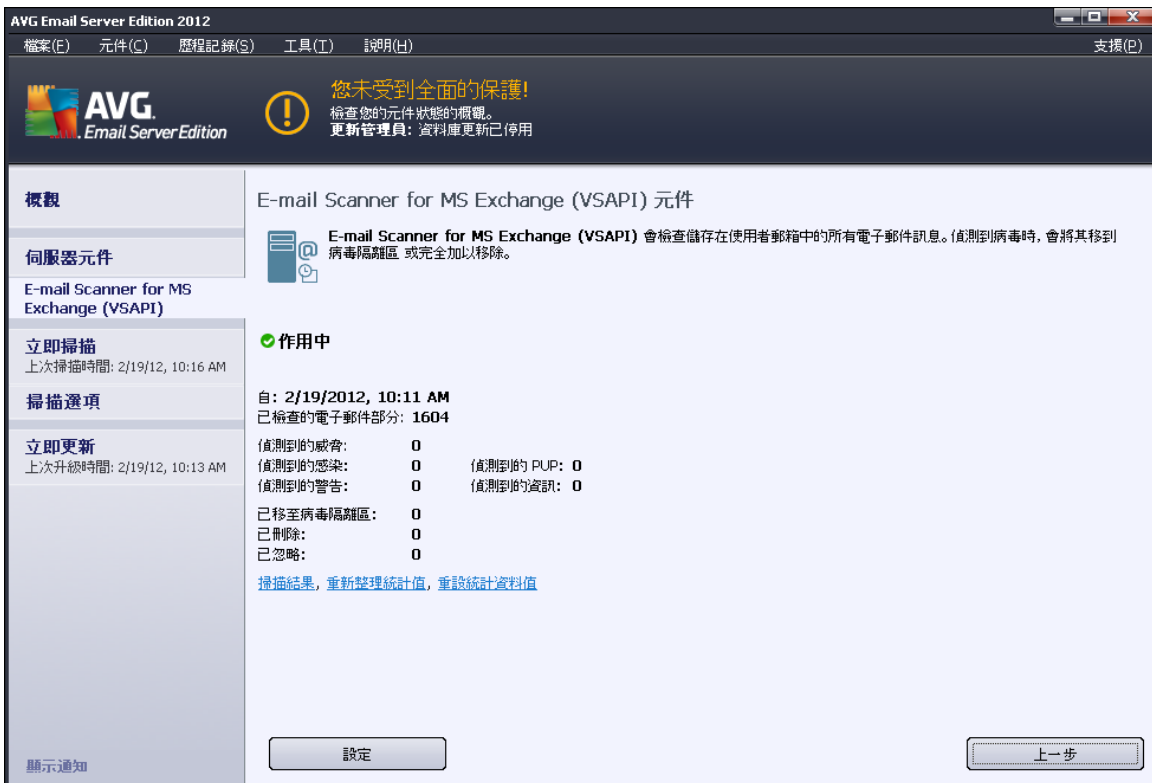 AVG Email Server Edition 2012
檔案(F) 元件(C) 歷程記錄(S) 工具(T) 說明(H) 支援(P)
AVG.
Email Server Edition
您未受到全面的保護!
檢查您的元件狀態的概觀。
更新管理員: 資料庫更新已停用
概觀
伺服器元件
E-mail Scanner for MS
Exchange (VSAPI)
立即掃描
上次掃描時間: 2/19/12, 10:16 AM
掃描選項
立即更新
上次升級時間: 2/19/12, 10:13 AM
顯示通知
E-mail Scanner for MS Exchange (VSAPI) 元件
E-mail Scanner for MS Exchange (VSAPI) 會檢查儲存在使用者郵箱中的所有電子郵件訊息。偵測到病毒時, 會將其移到
病毒隔離區 或完全加以移除。
作用中
自: 2/19/2012, 10:11 AM
已檢查的電子郵件部分: 1604
偵測到的威脅: 0
偵測到的感染: 0 偵測到的 PUP: 0
偵測到的警告: 0 偵測到的資訊: 0
已移至病毒隔離區: 0
已刪除: 0
已忽略: 0
掃描結果, 重新整理統計值, 重設統計資料值
設定
上一步